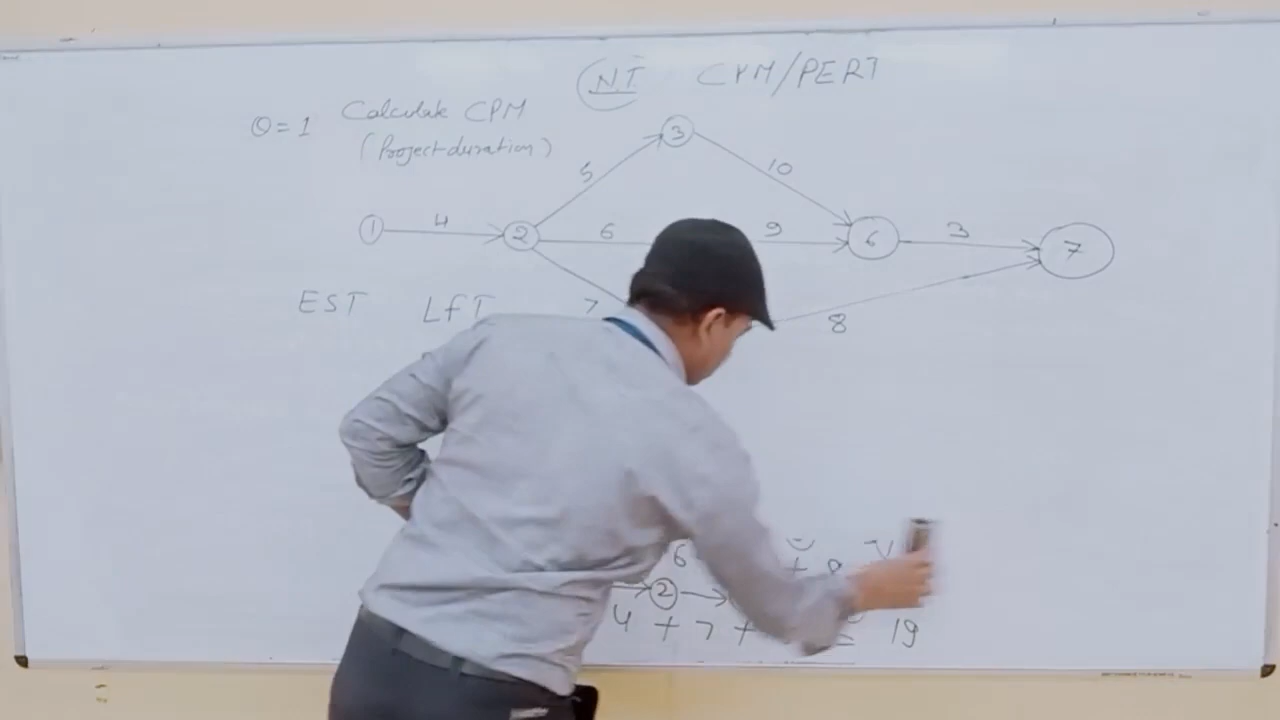 N.T. CPM/PERT
Q=1 Calculate CPM
(Project duration)
3
5 10
1 4 2 6 9 6 3 7
EST LFT 7 8
6 + 8
2
4 + 7 + = 19